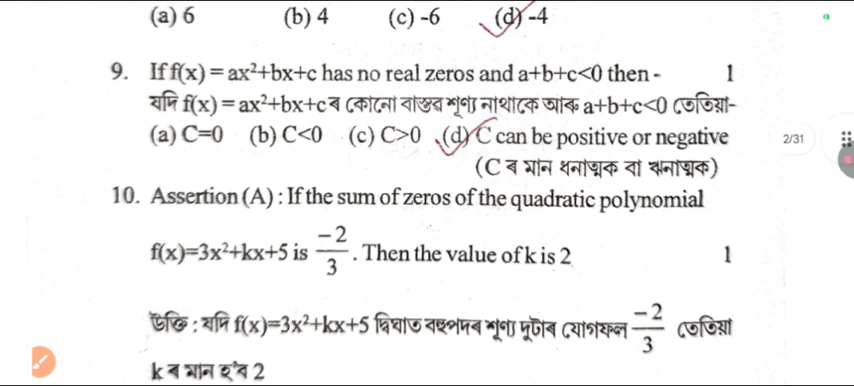 (a) 6 (b) 4 (c) -6 (d) -4
9. If f(x) = ax²+bx+c has no real zeros and a+b+c<0 then - 1
যদি f(x) = ax²+bx+cৰ কোনো বাস্তৱ শূণ্য নাথাকে আৰু a+b+c<0 তেতিয়া-
(a) C=0 (b) C<0 (c) C>0 (d) C can be positive or negative
2/31
(C ৰ মান ধনাত্মক বা ঋনাত্মক)
10. Assertion (A) : If the sum of zeros of the quadratic polynomial
f(x)=3x²+kx+5 is -2/3. Then the value of k is 2 1
উক্তি : যদি f(x)=3x²+kx+5 দ্বিঘাত বহুপদৰ শূণ্য দুটাৰ যোগফল -2/3 তেতিয়া
k ৰ মান হ'ব 2